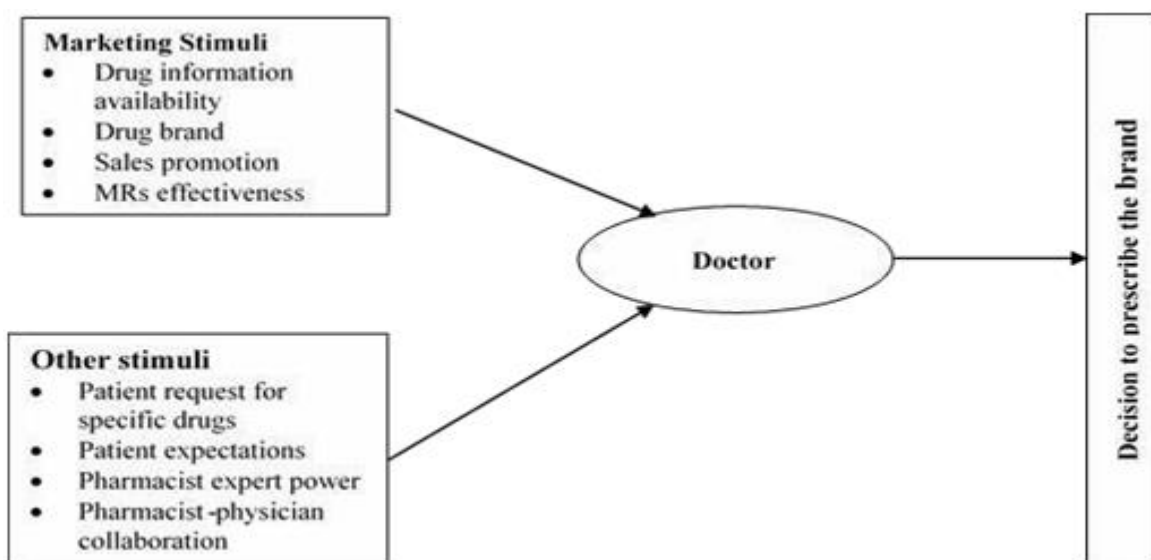 Marketing Stimuli
• Drug information
availability
• Drug brand
• Sales promotion
• MRs effectiveness
Doctor
Other stimuli
• Patient request for
specific drugs
• Patient expectations
• Pharmacist expert power
• Pharmacist-physician
collaboration
Decision to prescribe the brand